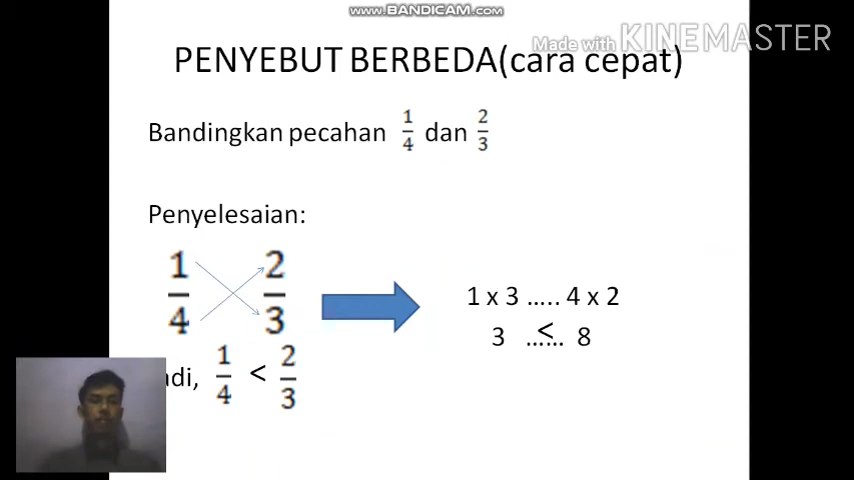 www.BANDICAM.com
Made with KINEMASTER
PENYEBUT BERBEDA(cara cepat)
Bandingkan pecahan 1/4 dan 2/3
Penyelesaian:
1/4 2/3
1 x 3 ..... 4 x 2
3 ...<... 8
adi, 1/4 < 2/3